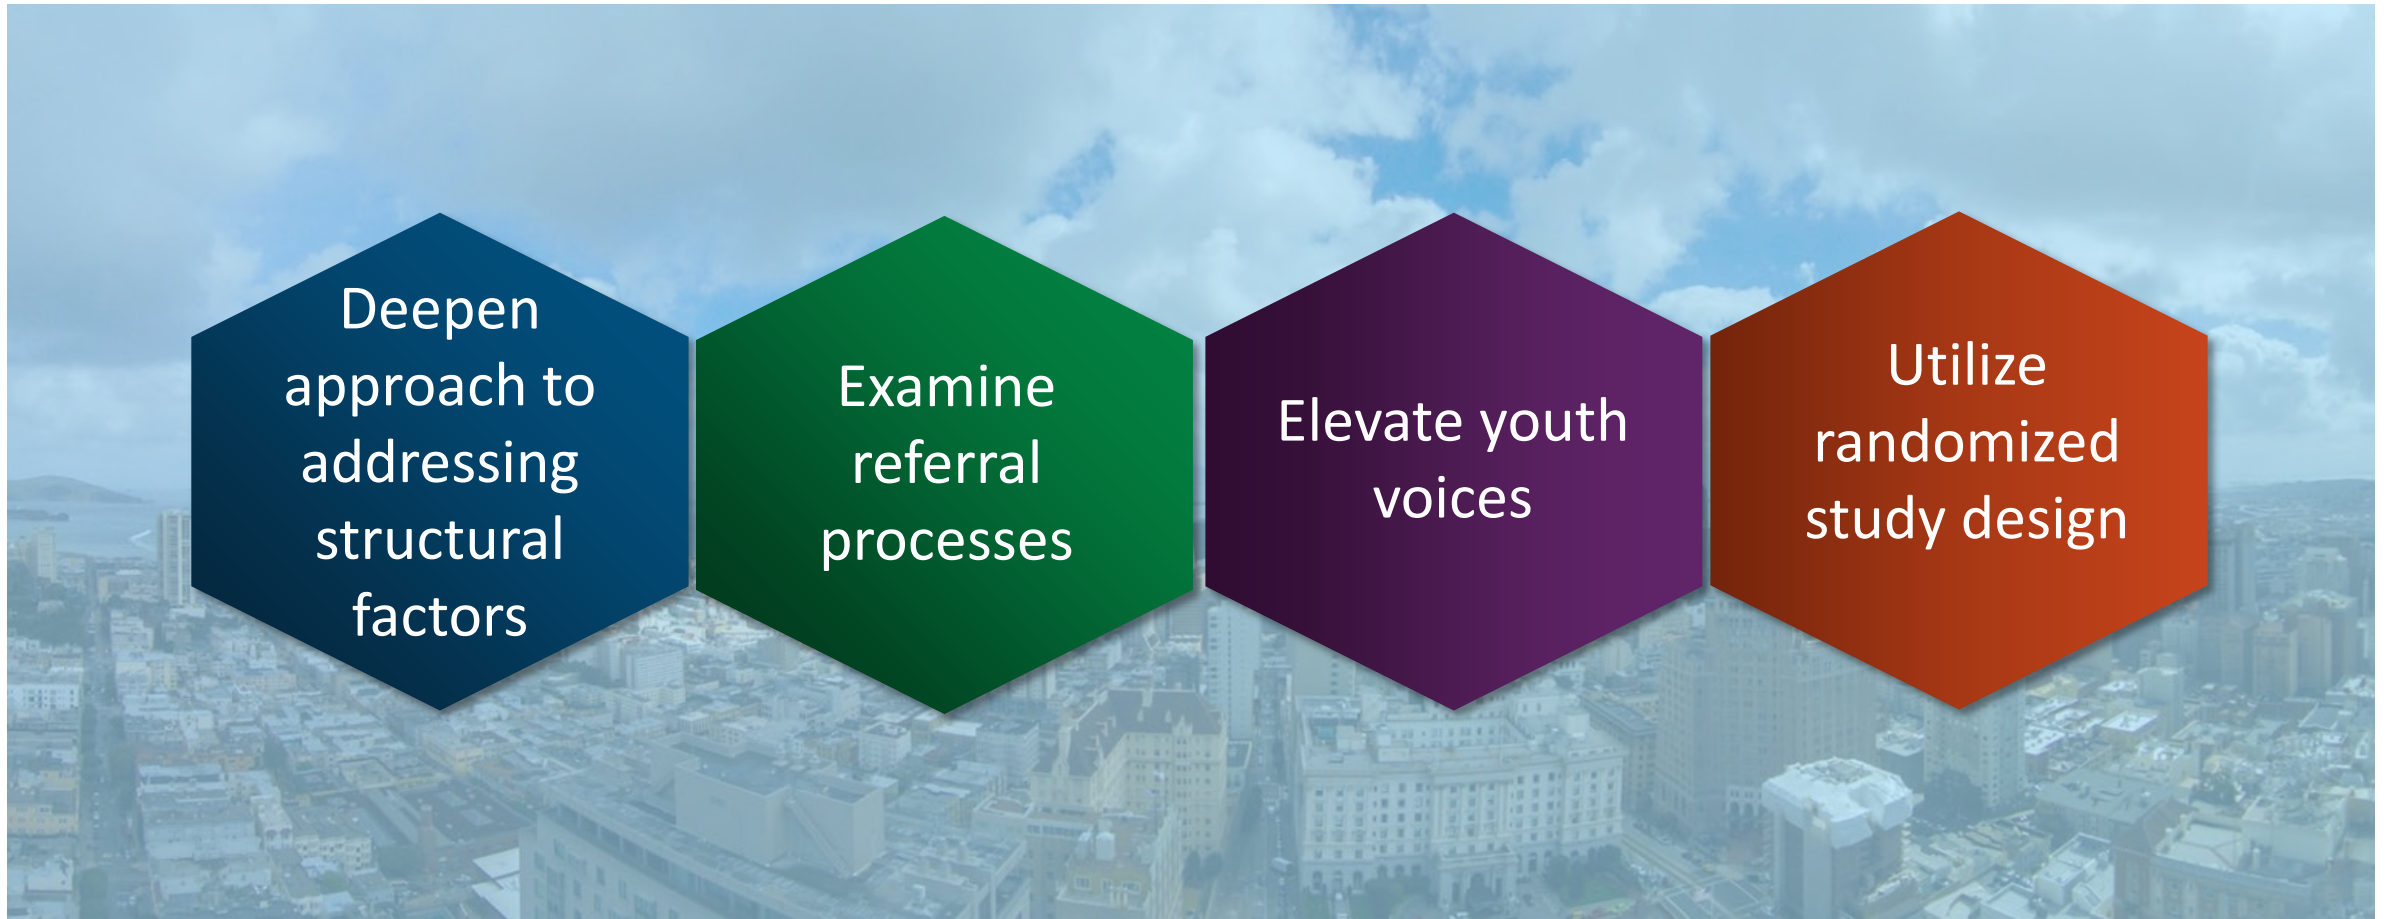 Deepen
approach to
addressing
structural
factors
Examine
referral
processes
Elevate youth
voices
Utilize
randomized
study design